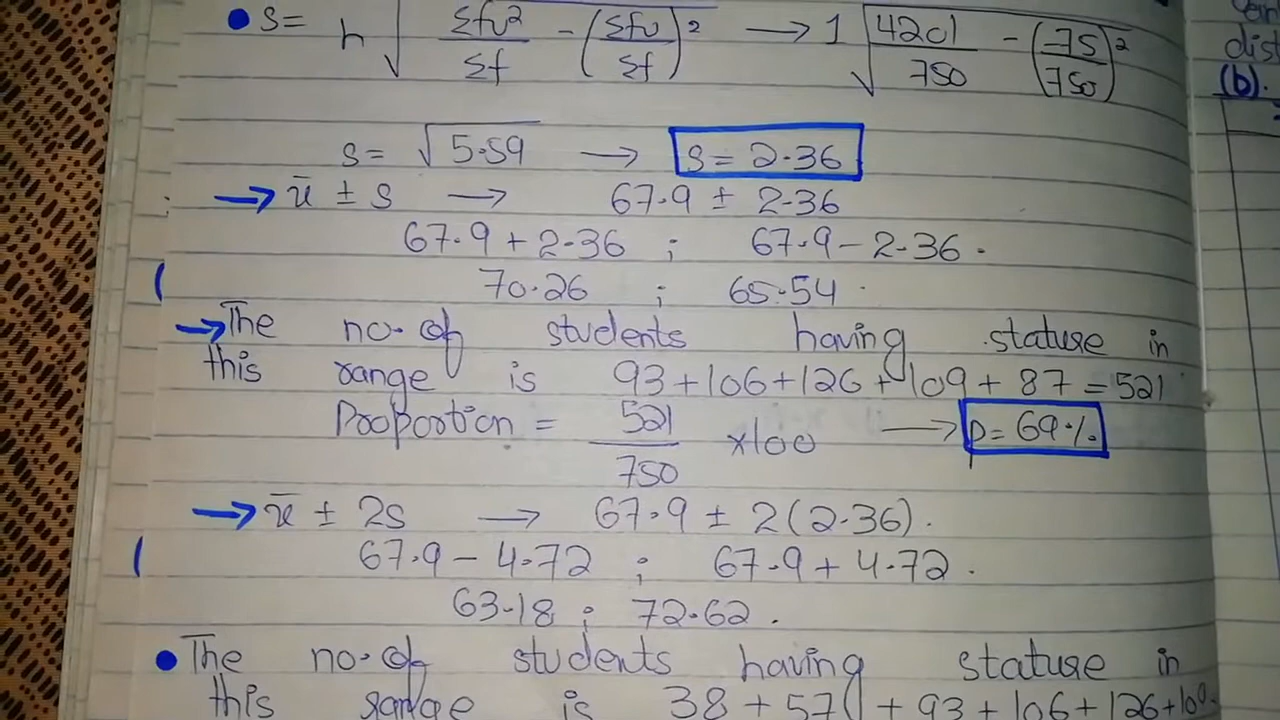 • S= h √ Σfu²/Σf - (Σfu/Σf)² → 1 √ 4201/750 - (75/750)²
S= √5.59 → S= 2.36
→ x̄ ± S → 67.9 ± 2.36
67.9 + 2.36 ; 67.9 - 2.36.
70.26 ; 65.54.
→ The no. of students having stature in
this range is 93+106+126+109+87=521
Proportion = 521/750 ×100 → p= 69%.
→ x̄ ± 2s → 67.9 ± 2(2.36).
67.9 - 4.72 ; 67.9 + 4.72.
63.18 ; 72.62.
• The no. of students having stature in
this range is 38 + 57 + 93 + 106 + 126 + 109
dist
(b).